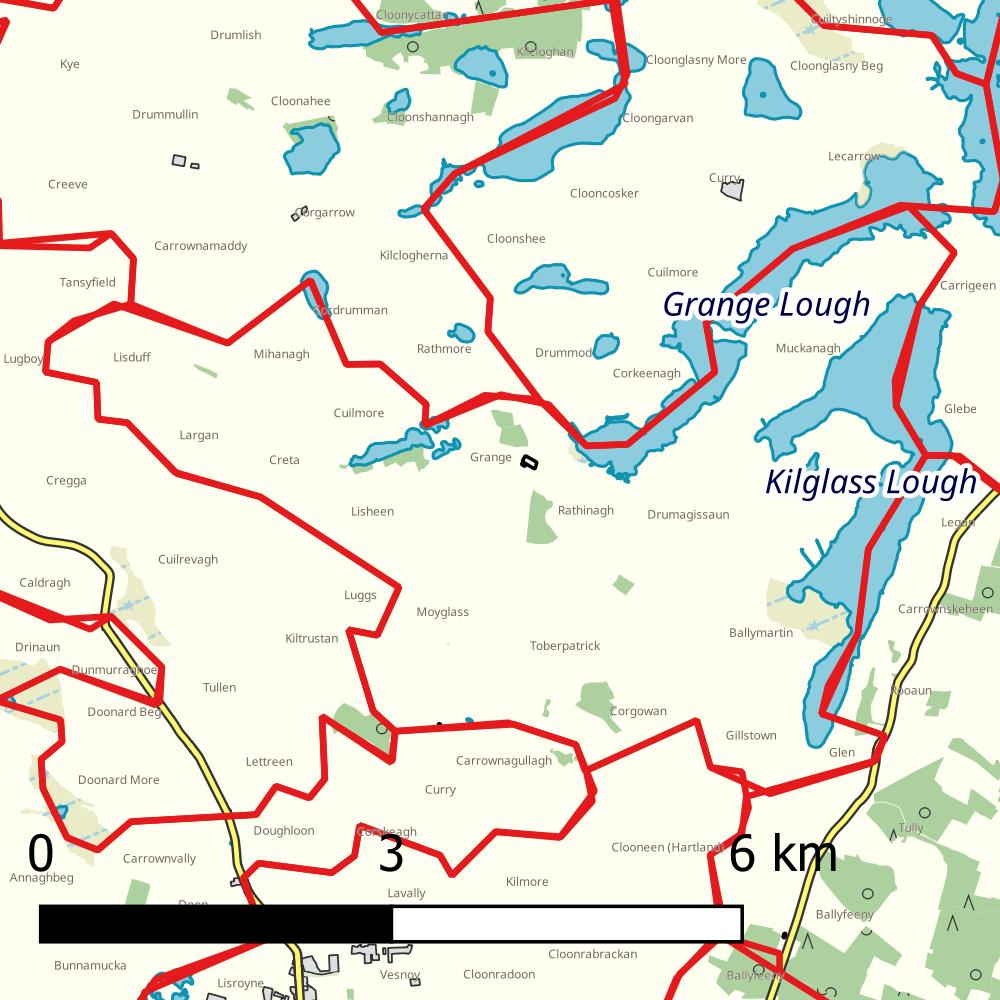 Cloonycattan
Cuiltyshinnoge
Drumlish
Kilcloghan
Cloonglasny More
Kye
Cloonglasny Beg
Cloonahee
Drummullin
Cloonshannagh
Cloongarvan
Lecarrow
Creeve
Curry
Clooncosker
Corgarrow
Carrownamaddy
Cloonshee
Kilclogherna
Tansyfield
Cuilmore
Carrigeen
Grange Lough
Lugboy
Lisduff
Mihanagh
Rathmore
Drummod
Muckanagh
Corkeenagh
Cuilmore
Glebe
Largan
Creta
Grange
Cregga
Kilglass Lough
Lisheen
Rathinagh
Drumagissaun
Legan
Cuilrevagh
Caldragh
Luggs
Moyglass
Carrownskeheen
Kiltrustan
Toberpatrick
Ballymartin
Drinaun
Dunmurraghoe
Tullen
Rooaun
Doonard Beg
Corgowan
Gillstown
Lettreen
Carrownagullagh
Glen
Doonard More
Curry
Doughloon
Corskeagh
Tully
Clooneen (Hartland)
0 3 6 km
Carrownvally
Annaghbeg
Lavally
Kilmore
Doon
Ballyfeeny
Cloonrabrackan
Bunnamucka
Vesnoy
Cloonradoon
Ballyfeeny
Lisroyne